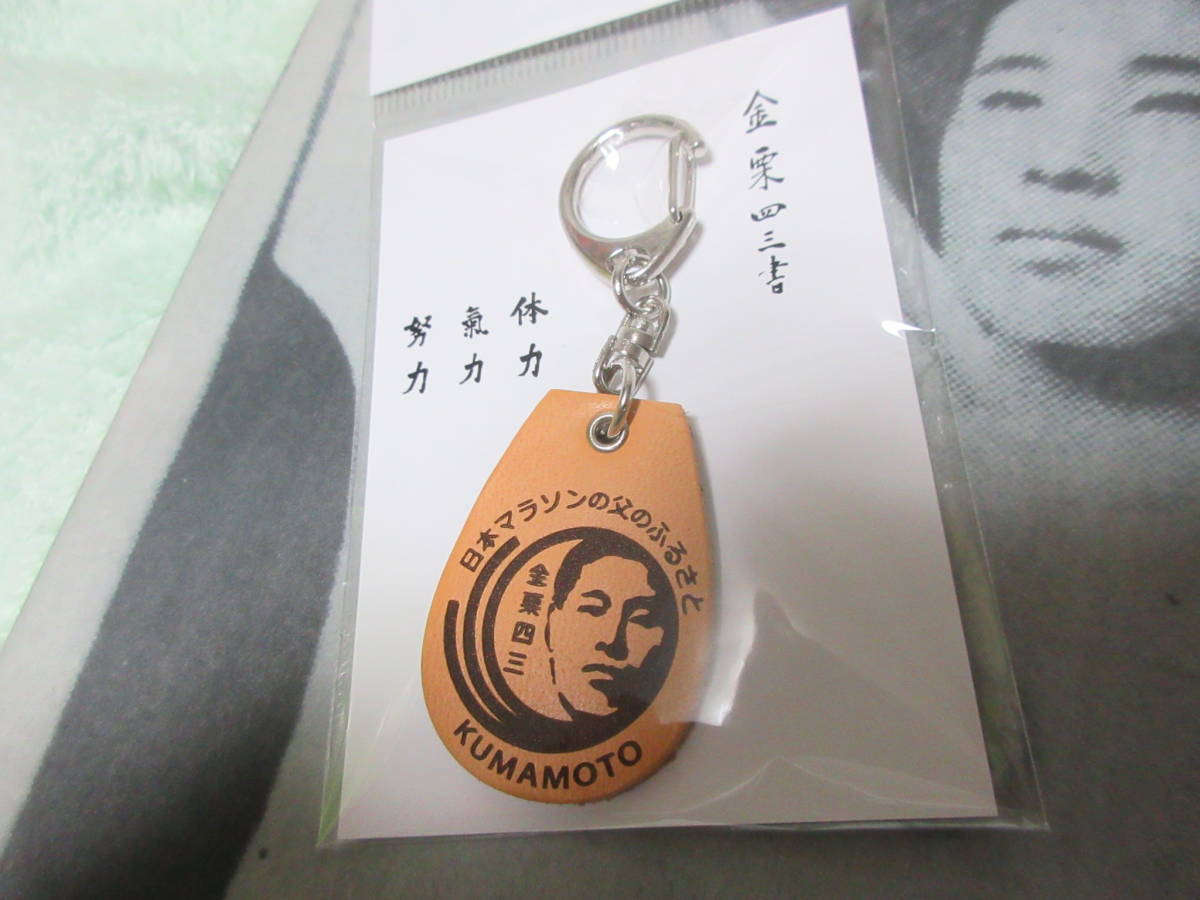 金栗四三書
体力
氣力
努力
日本マラソンの父のふるさと
金栗四三
KUMAMOTO